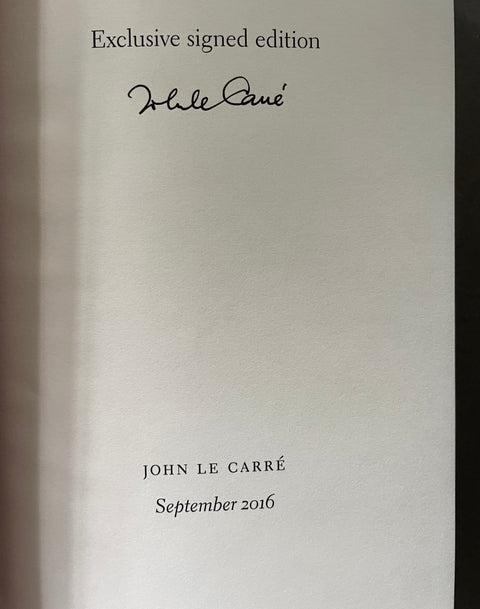 Exclusive signed edition
John le Carré
JOHN LE CARRÉ
September 2016